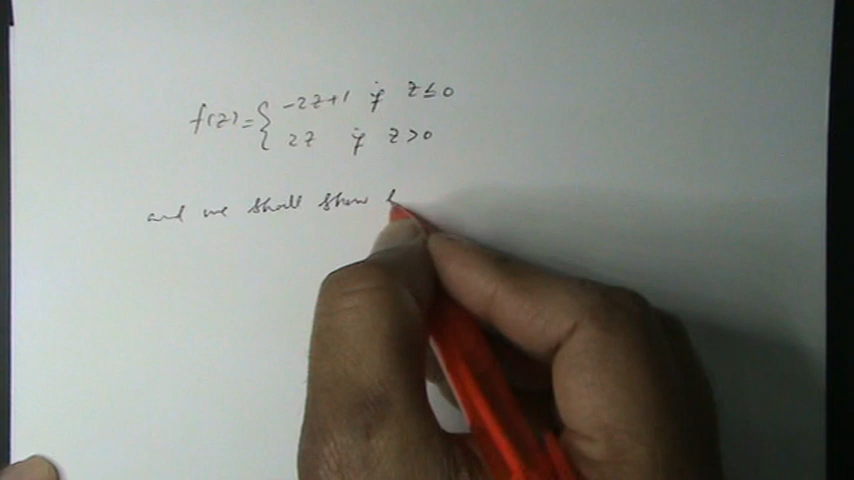 f(z) = { -2z+1 if z ≤ 0
2z if z > 0
and we shall show